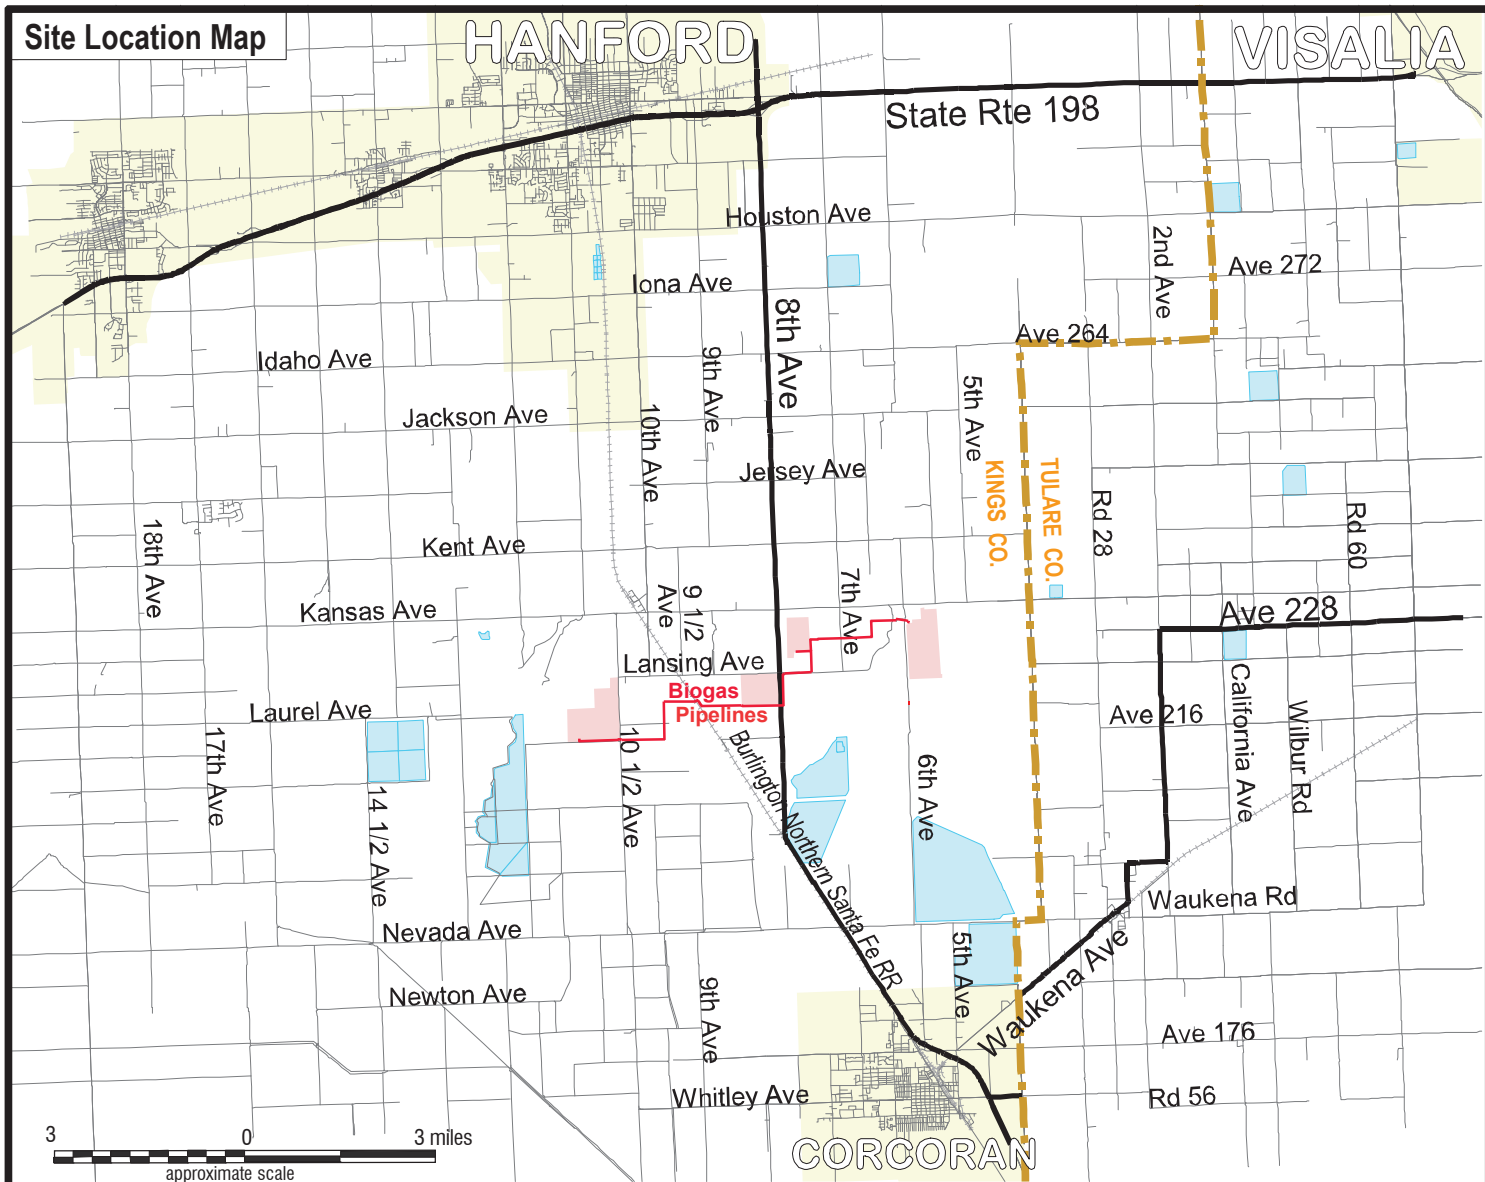 Site Location Map
HANFORD
VISALIA
State Rte 198
Houston Ave
2nd Ave
Ave 272
Iona Ave
8th Ave
Ave 264
Idaho Ave
9th Ave
5th Ave
Jackson Ave
10th Ave
Jersey Ave
KINGS CO.
TULARE CO.
Rd 28
Rd 60
18th Ave
Kent Ave
7th Ave
9 1/2
Ave
Kansas Ave
Ave 228
Lansing Ave
California Ave
Biogas
Pipelines
Laurel Ave
Ave 216
Wilbur Rd
17th Ave
10 1/2 Ave
Burlington Northern Santa Fe RR
6th Ave
14 1/2 Ave
Waukena Rd
Nevada Ave
5th Ave
Waukena Ave
Newton Ave
9th Ave
Ave 176
Whitley Ave
Rd 56
CORCORAN
3 0 3 miles
approximate scale